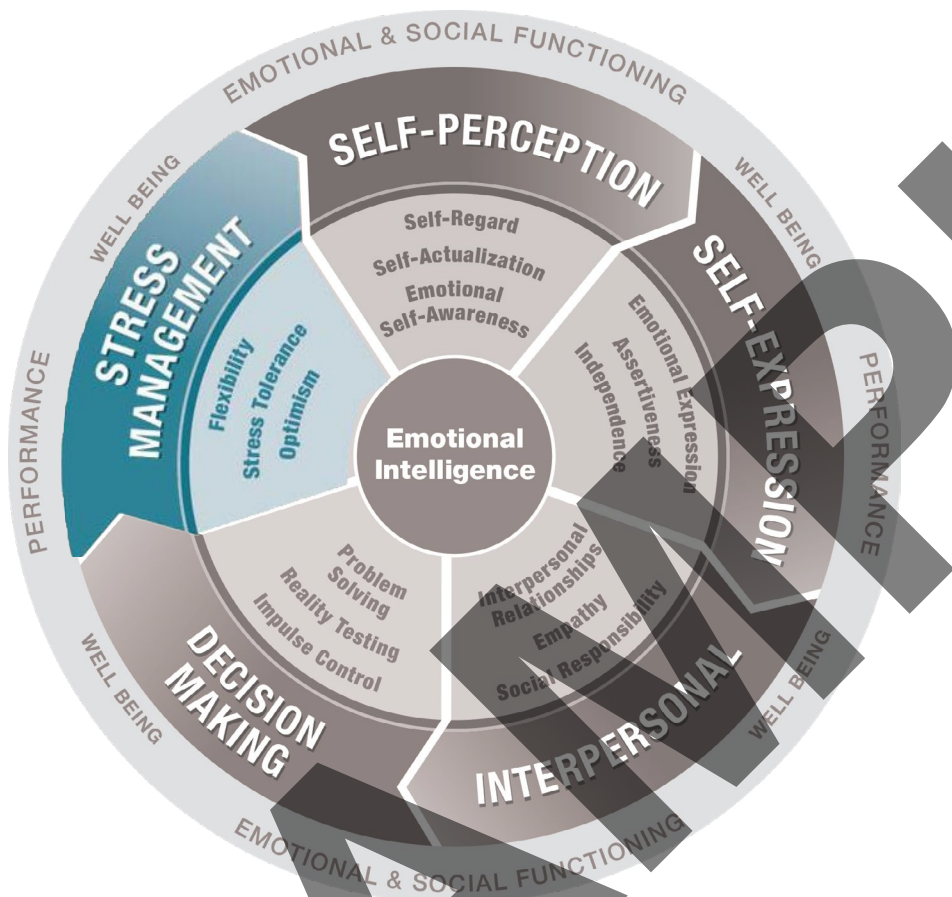 EMOTIONAL & SOCIAL FUNCTIONING
WELL BEING
WELL BEING
PERFORMANCE
PERFORMANCE
WELL BEING
WELL BEING
EMOTIONAL & SOCIAL FUNCTIONING
SELF-PERCEPTION
Self-Regard
Self-Actualization
Emotional
Self-Awareness
SELF-EXPRESSION
Emotional Expression
Assertiveness
Independence
INTERPERSONAL
Interpersonal
Relationships
Empathy
Social Responsibility
DECISION
MAKING
Problem
Solving
Reality Testing
Impulse Control
STRESS
MANAGEMENT
Flexibility
Stress Tolerance
Optimism
Emotional
Intelligence